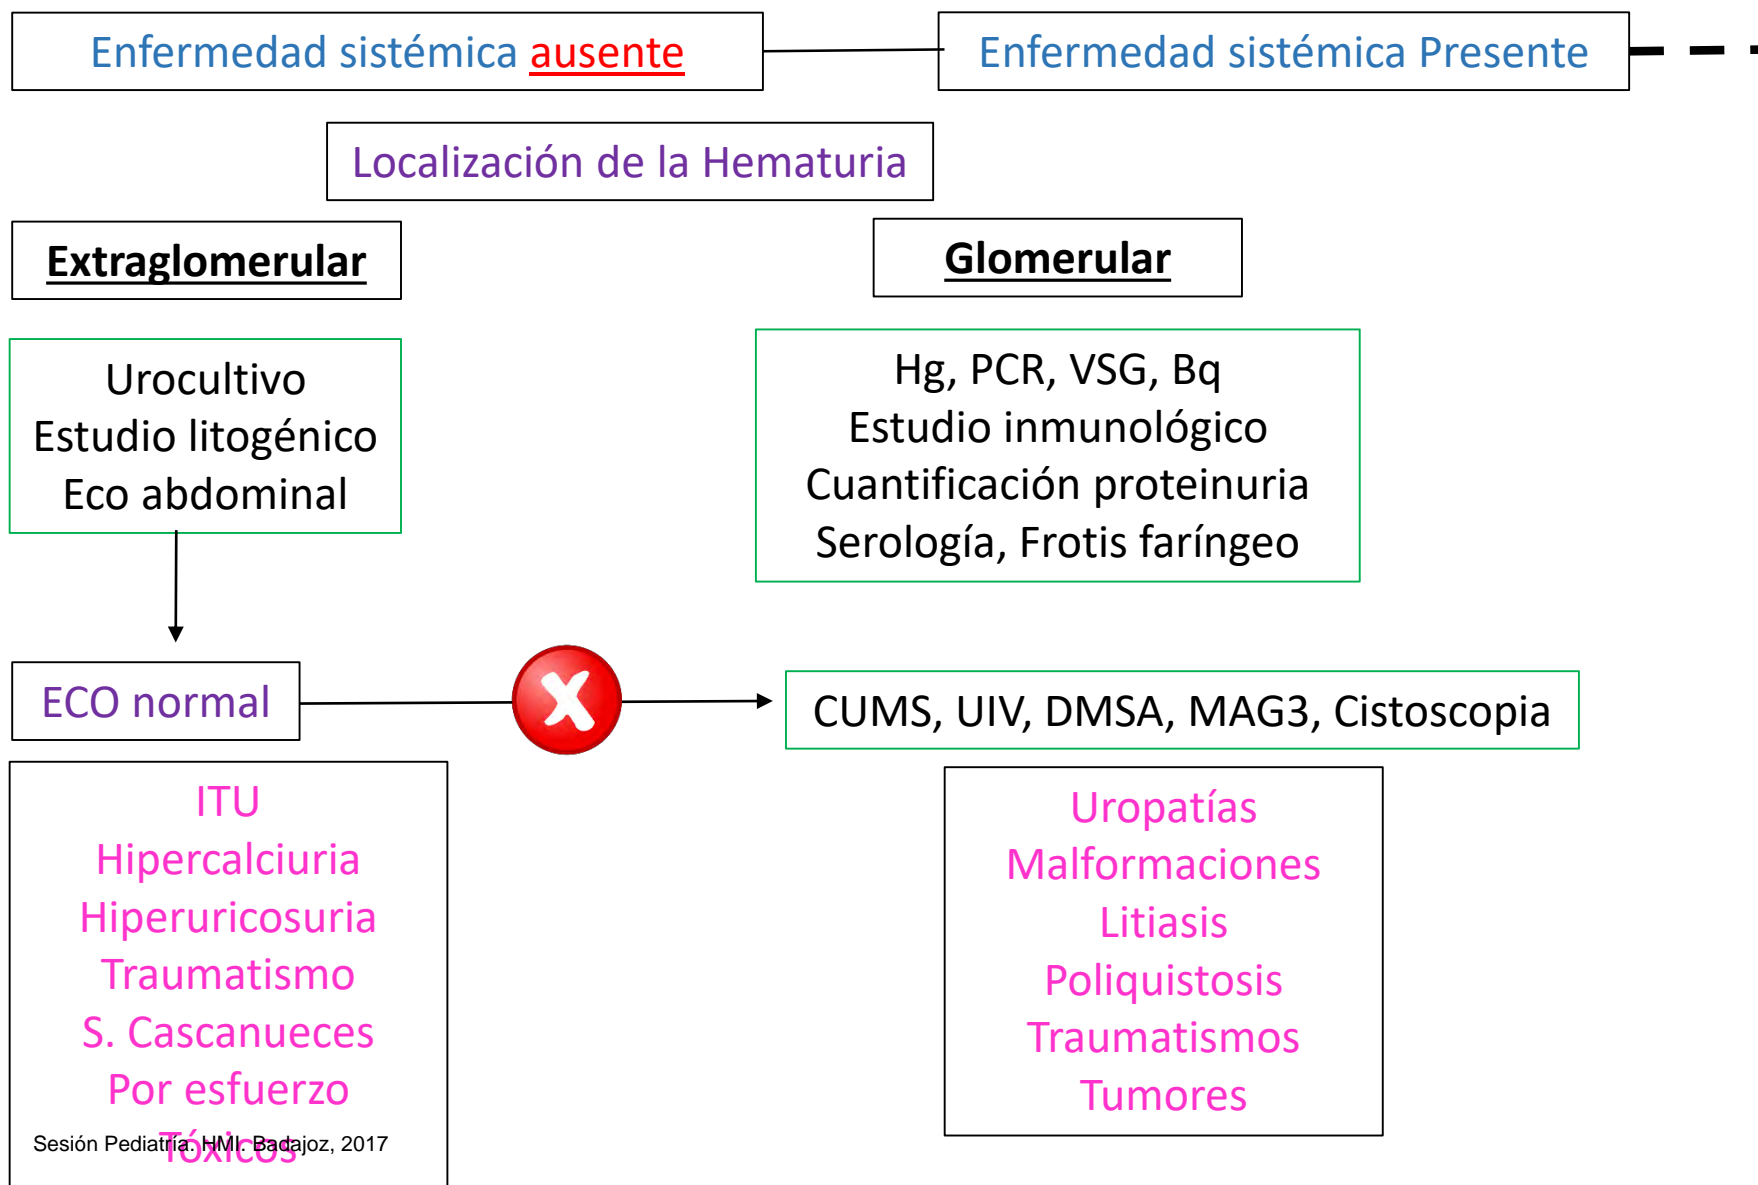 Enfermedad sistémica ausente
Enfermedad sistémica Presente
Localización de la Hematuria
Extraglomerular
Glomerular
Urocultivo
Estudio litogénico
Eco abdominal
Hg, PCR, VSG, Bq
Estudio inmunológico
Cuantificación proteinuria
Serología, Frotis faríngeo
ECO normal
X
CUMS, UIV, DMSA, MAG3, Cistoscopia
ITU
Hipercalciuria
Hiperuricosuria
Traumatismo
S. Cascanueces
Por esfuerzo
Tóxicos
Uropatías
Malformaciones
Litiasis
Poliquistosis
Traumatismos
Tumores
Sesión Pediatría. HMI. Badajoz, 2017